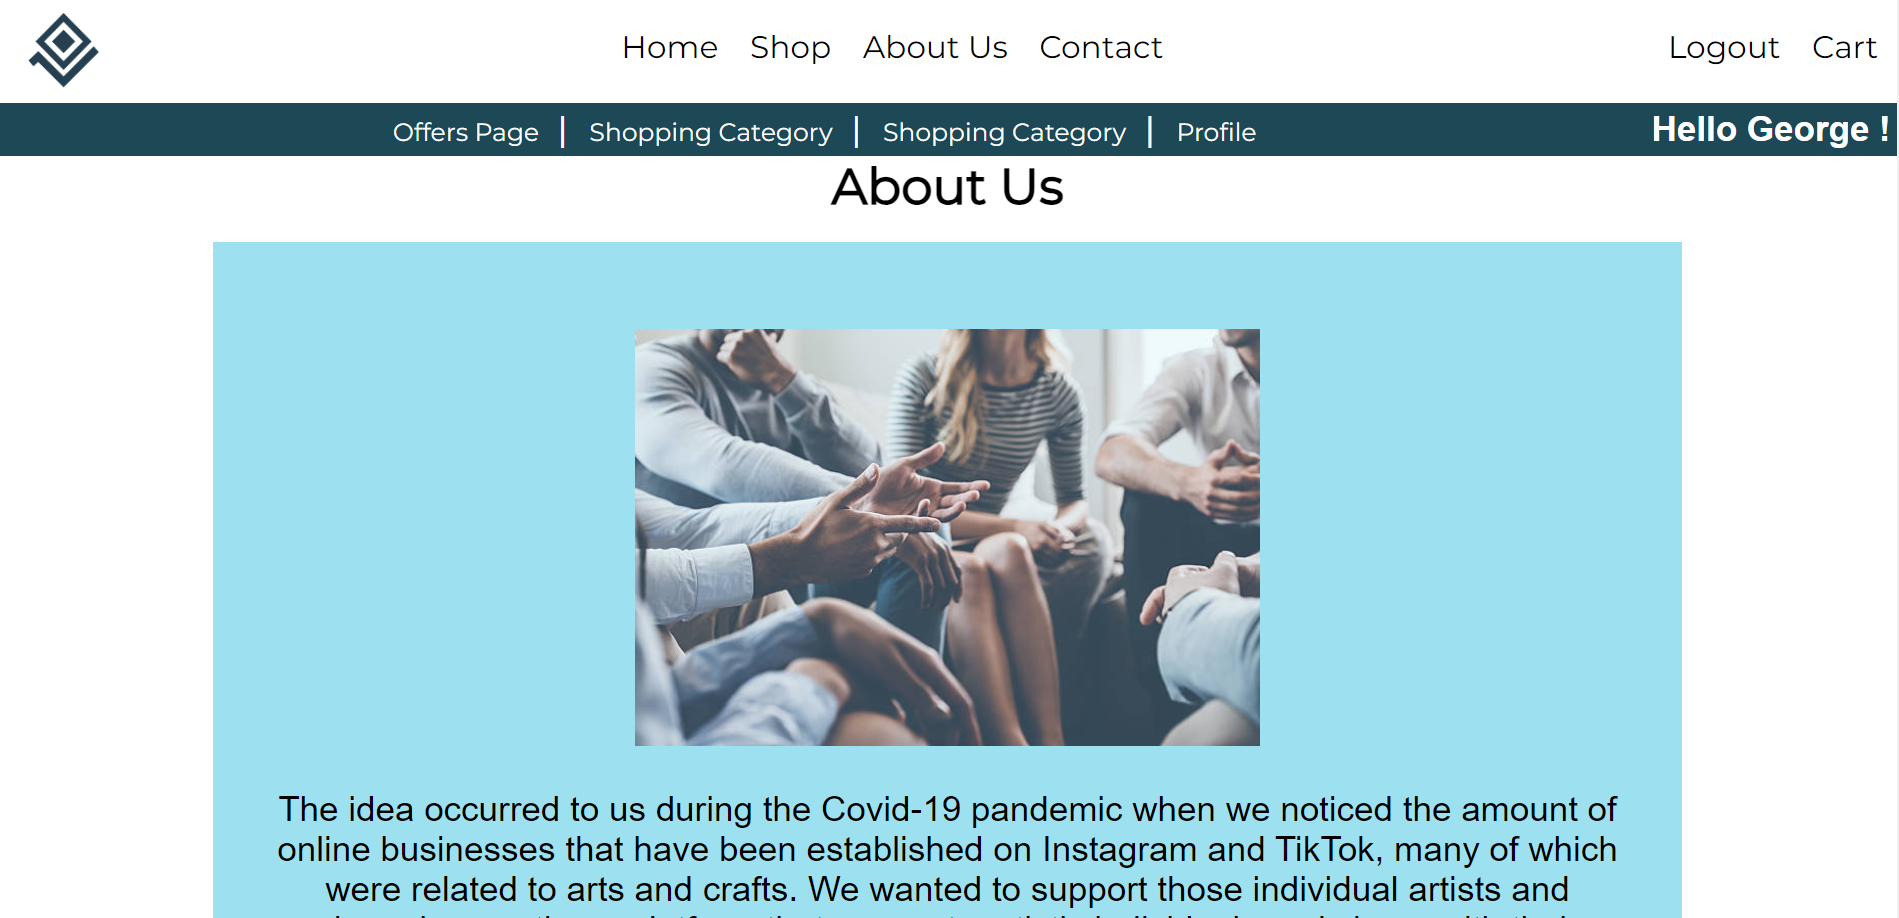 Home Shop About Us Contact Logout Cart
Offers Page | Shopping Category | Shopping Category | Profile Hello George !
About Us
The idea occurred to us during the Covid-19 pandemic when we noticed the amount of
online businesses that have been established on Instagram and TikTok, many of which
were related to arts and crafts. We wanted to support those individual artists and